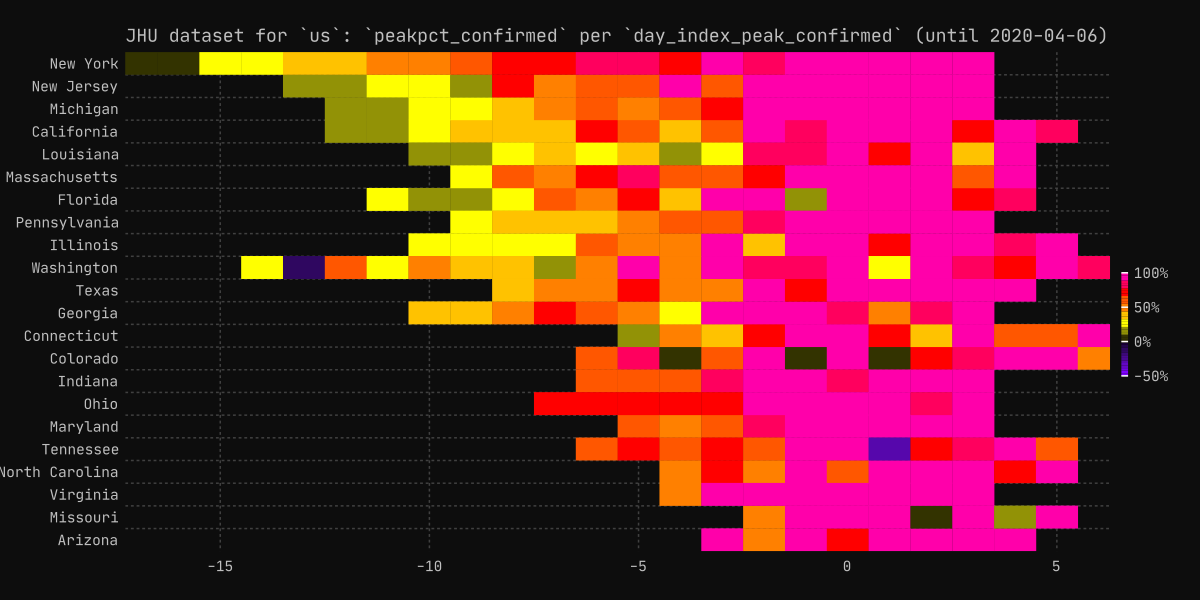 JHU dataset for `us`: `peakpct_confirmed` per `day_index_peak_confirmed` (until 2020-04-06)
New York
New Jersey
Michigan
California
Louisiana
Massachusetts
Florida
Pennsylvania
Illinois
Washington
Texas
Georgia
Connecticut
Colorado
Indiana
Ohio
Maryland
Tennessee
North Carolina
Virginia
Missouri
Arizona
100%
50%
0%
-50%
-15 -10 -5 0 5